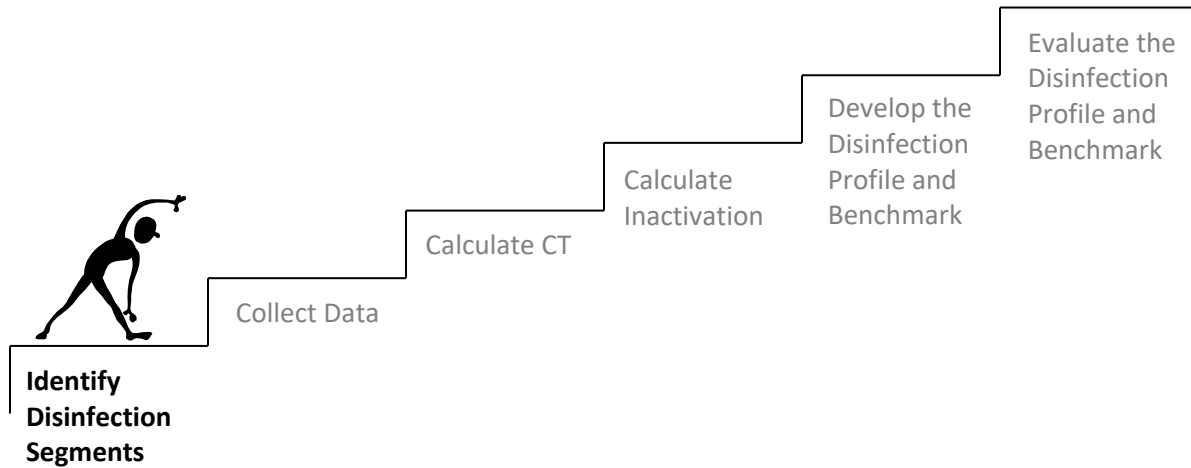 Identify
Disinfection
Segments
Collect Data
Calculate CT
Calculate
Inactivation
Develop the
Disinfection
Profile and
Benchmark
Evaluate the
Disinfection
Profile and
Benchmark